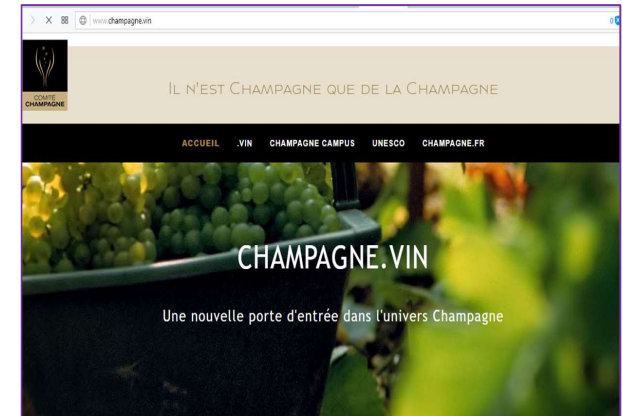 www.champagne.vin
COMITÉ
CHAMPAGNE
IL N'EST CHAMPAGNE QUE DE LA CHAMPAGNE
ACCUEIL .VIN CHAMPAGNE CAMPUS UNESCO CHAMPAGNE.FR
CHAMPAGNE.VIN
Une nouvelle porte d'entrée dans l'univers Champagne